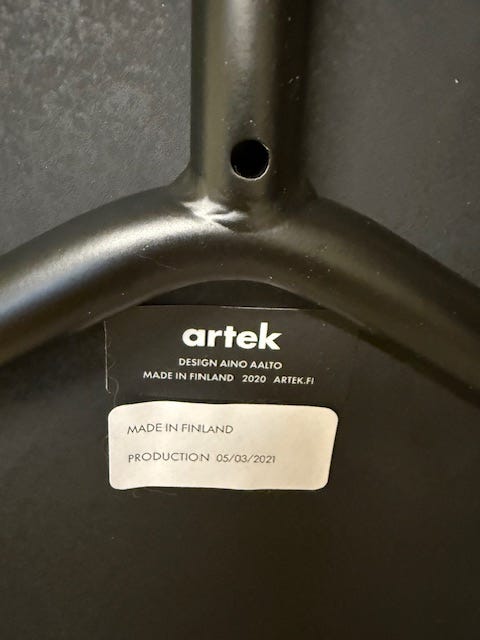 artek
DESIGN AINO AALTO
MADE IN FINLAND 2020 ARTEK.FI
MADE IN FINLAND
PRODUCTION 05/03/2021